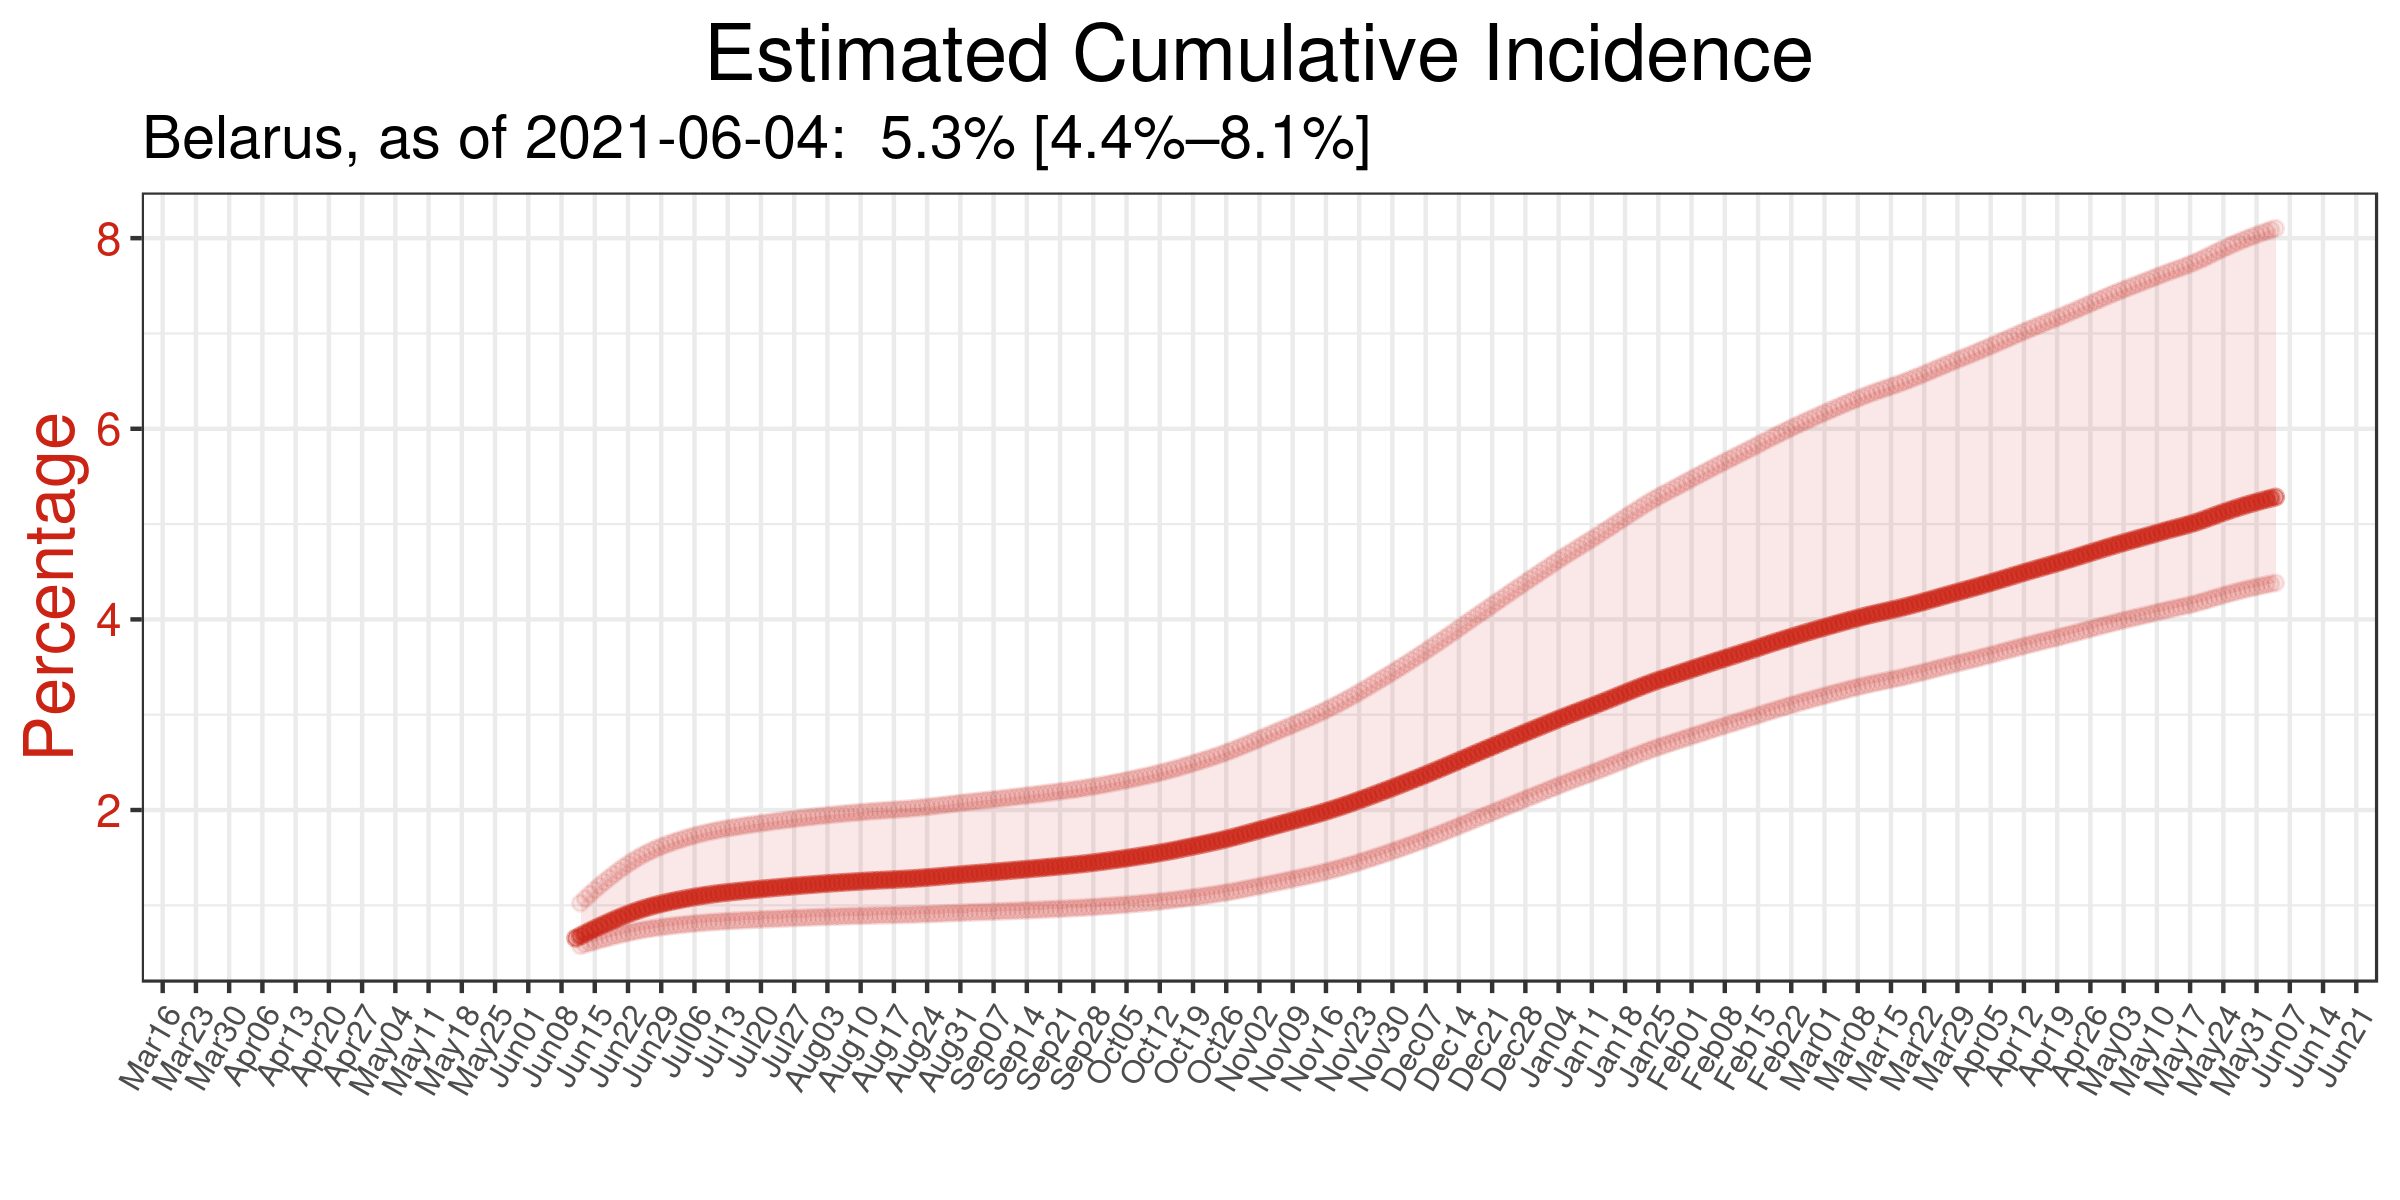 Estimated Cumulative Incidence
Belarus, as of 2021-06-04:  5.3% [4.4%–8.1%]
Percentage
8
6
4
2
Mar16
Mar23
Mar30
Apr06
Apr13
Apr20
Apr27
May04
May11
May18
May25
Jun01
Jun08
Jun15
Jun22
Jun29
Jul06
Jul13
Jul20
Jul27
Aug03
Aug10
Aug17
Aug24
Aug31
Sep07
Sep14
Sep21
Sep28
Oct05
Oct12
Oct19
Oct26
Nov02
Nov09
Nov16
Nov23
Nov30
Dec07
Dec14
Dec21
Dec28
Jan04
Jan11
Jan18
Jan25
Feb01
Feb08
Feb15
Feb22
Mar01
Mar08
Mar15
Mar22
Mar29
Apr05
Apr12
Apr19
Apr26
May03
May10
May17
May24
May31
Jun07
Jun14
Jun21